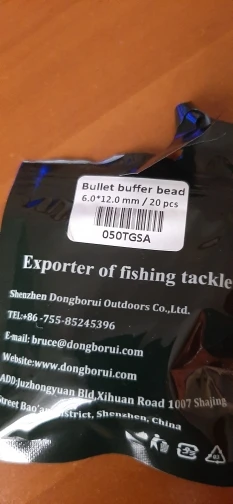 Bullet buffer bead
6.0*12.0 mm / 20 pcs
050TGSA
Exporter of fishing tackle
Shenzhen Dongborui Outdoors Co.,Ltd.
TEL:+86 -755-85245396
E-mail: bruce@dongborui.com
Website:www.dongborui.com
ADD:Juzhongyuan Bld,Xihuan Road 1007 Shajing
Street Bao'an District, Shenzhen, China